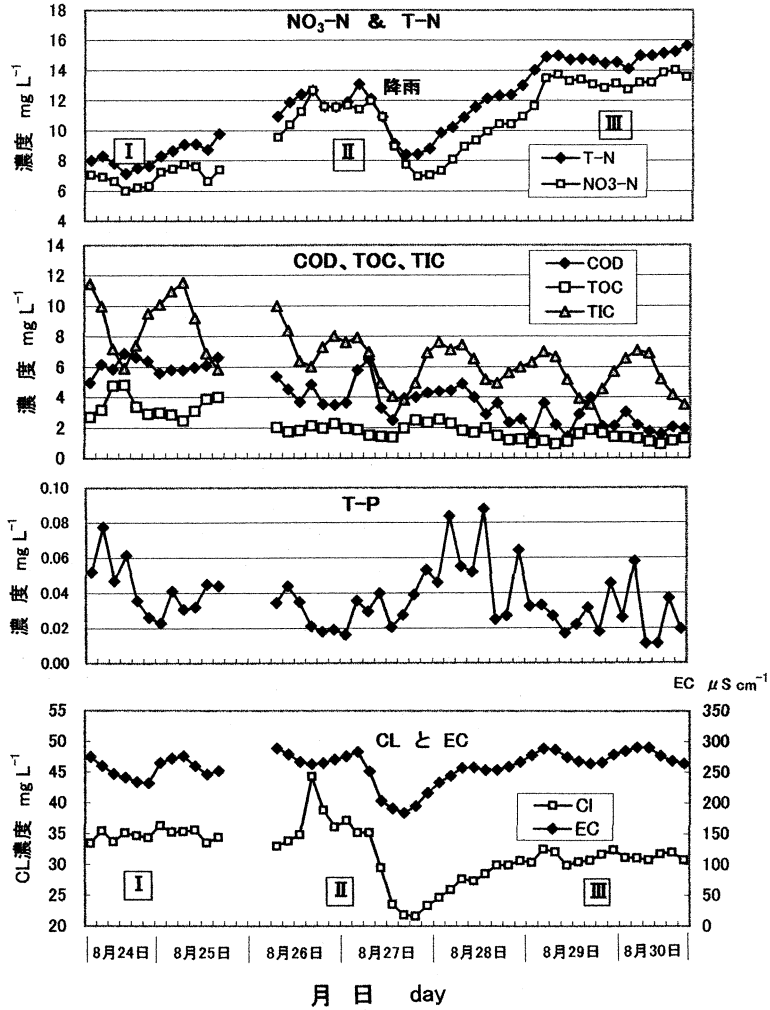 NO₃-N & T-N
濃度 mg L⁻¹
18
16
14
12
10
8
6
4
降雨
Ⅰ
Ⅱ
Ⅲ
T-N
NO3-N
COD、TOC、TIC
濃 度 mg L⁻¹
14
12
10
8
6
4
2
0
COD
TOC
TIC
T-P
濃 度 mg L⁻¹
0.10
0.08
0.06
0.04
0.02
0.00
EC μS cm⁻¹
CL と EC
CL濃度 mg L⁻¹
55
50
45
40
35
30
25
20
350
300
250
200
150
100
50
0
Cl
EC
Ⅰ
Ⅱ
Ⅲ
8月24日 8月25日 8月26日 8月27日 8月28日 8月29日 8月30日
月 日 day